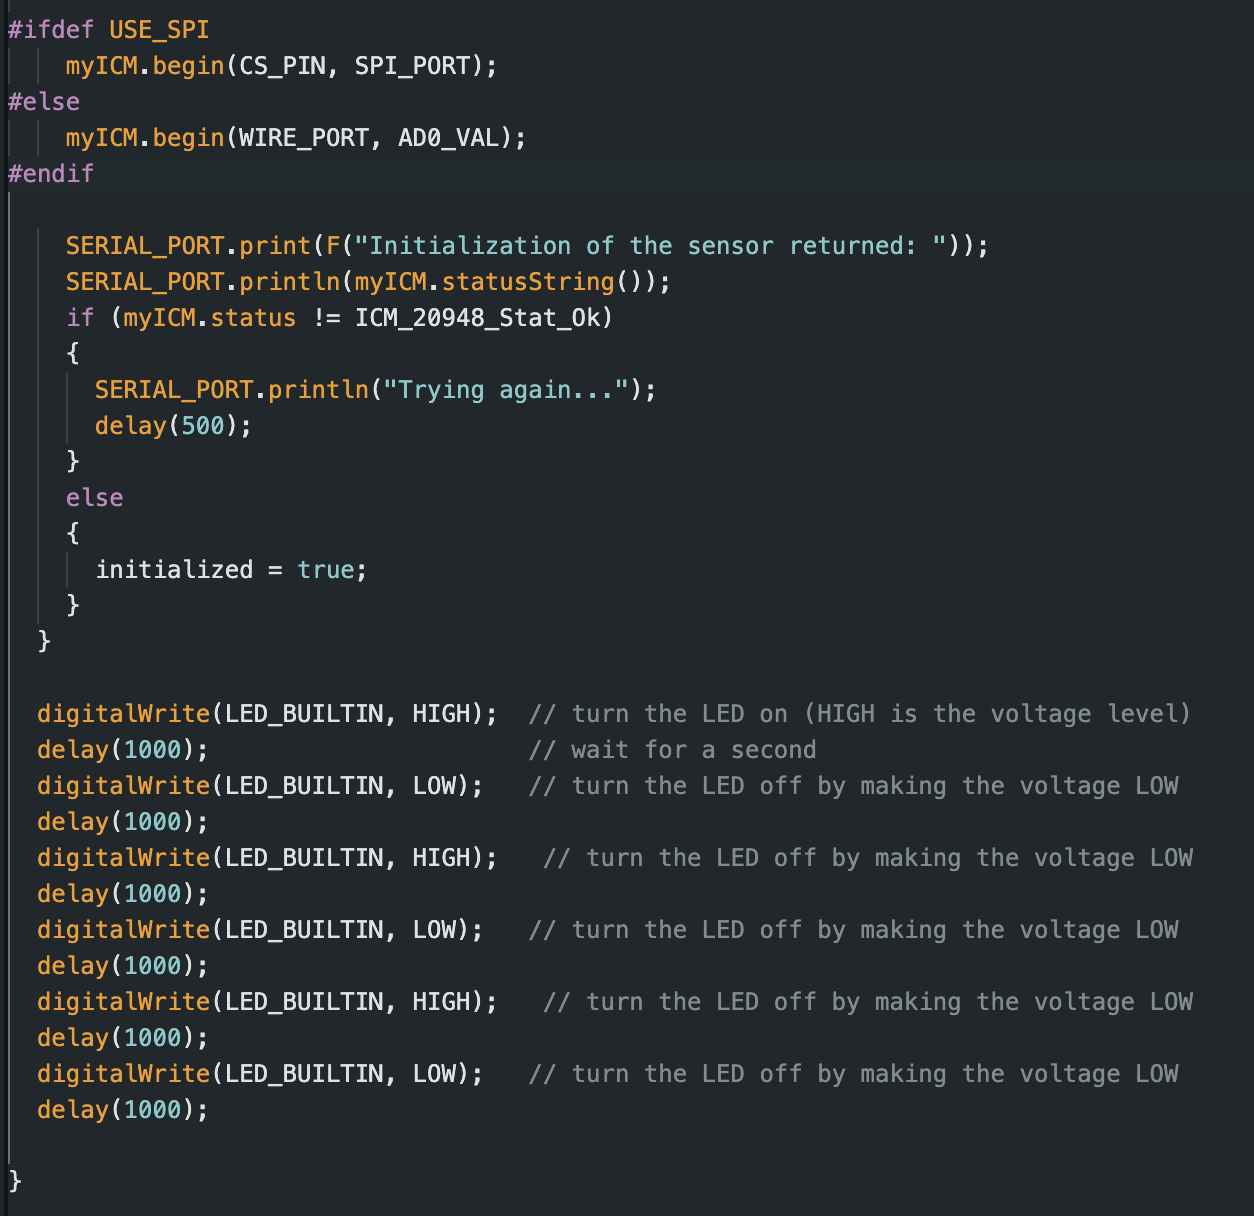 #ifdef USE_SPI
    myICM.begin(CS_PIN, SPI_PORT);
#else
    myICM.begin(WIRE_PORT, AD0_VAL);
#endif

    SERIAL_PORT.print(F("Initialization of the sensor returned: "));
    SERIAL_PORT.println(myICM.statusString());
    if (myICM.status != ICM_20948_Stat_Ok)
    {
      SERIAL_PORT.println("Trying again...");
      delay(500);
    }
    else
    {
      initialized = true;
    }
  }

  digitalWrite(LED_BUILTIN, HIGH);  // turn the LED on (HIGH is the voltage level)
  delay(1000);                      // wait for a second
  digitalWrite(LED_BUILTIN, LOW);   // turn the LED off by making the voltage LOW
  delay(1000);
  digitalWrite(LED_BUILTIN, HIGH);   // turn the LED off by making the voltage LOW
  delay(1000);
  digitalWrite(LED_BUILTIN, LOW);   // turn the LED off by making the voltage LOW
  delay(1000);
  digitalWrite(LED_BUILTIN, HIGH);   // turn the LED off by making the voltage LOW
  delay(1000);
  digitalWrite(LED_BUILTIN, LOW);   // turn the LED off by making the voltage LOW
  delay(1000);

}